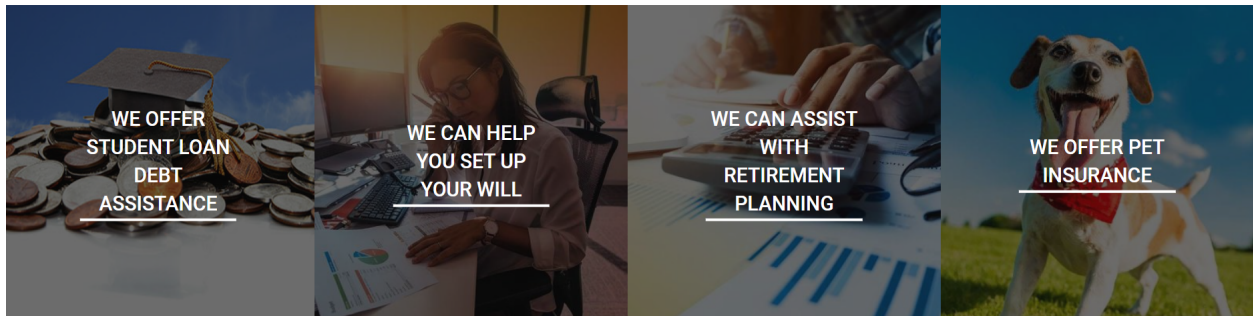 WE OFFER
STUDENT LOAN
DEBT
ASSISTANCE
WE CAN HELP
YOU SET UP
YOUR WILL
WE CAN ASSIST
WITH
RETIREMENT
PLANNING
WE OFFER PET
INSURANCE